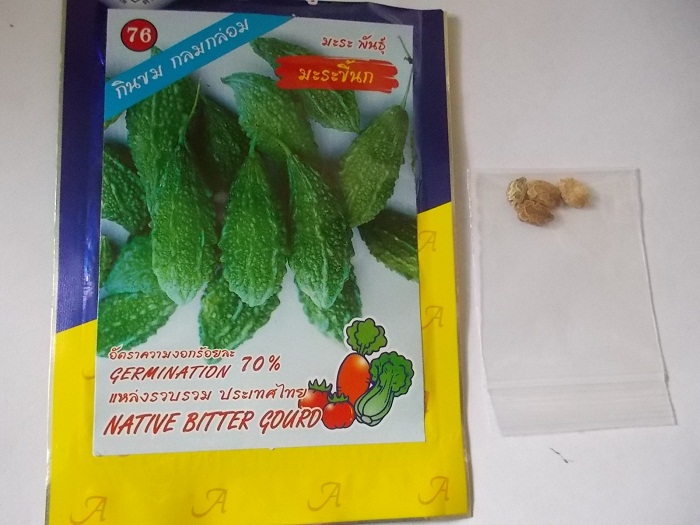 76
กินขม กลมกล่อม
มะระ พันธุ์
มะระขี้นก
อัตราความงอกร้อยละ
GERMINATION 70%
แหล่งรวบรวม ประเทศไทย
NATIVE BITTER GOURD
A
A
A
A
A
A